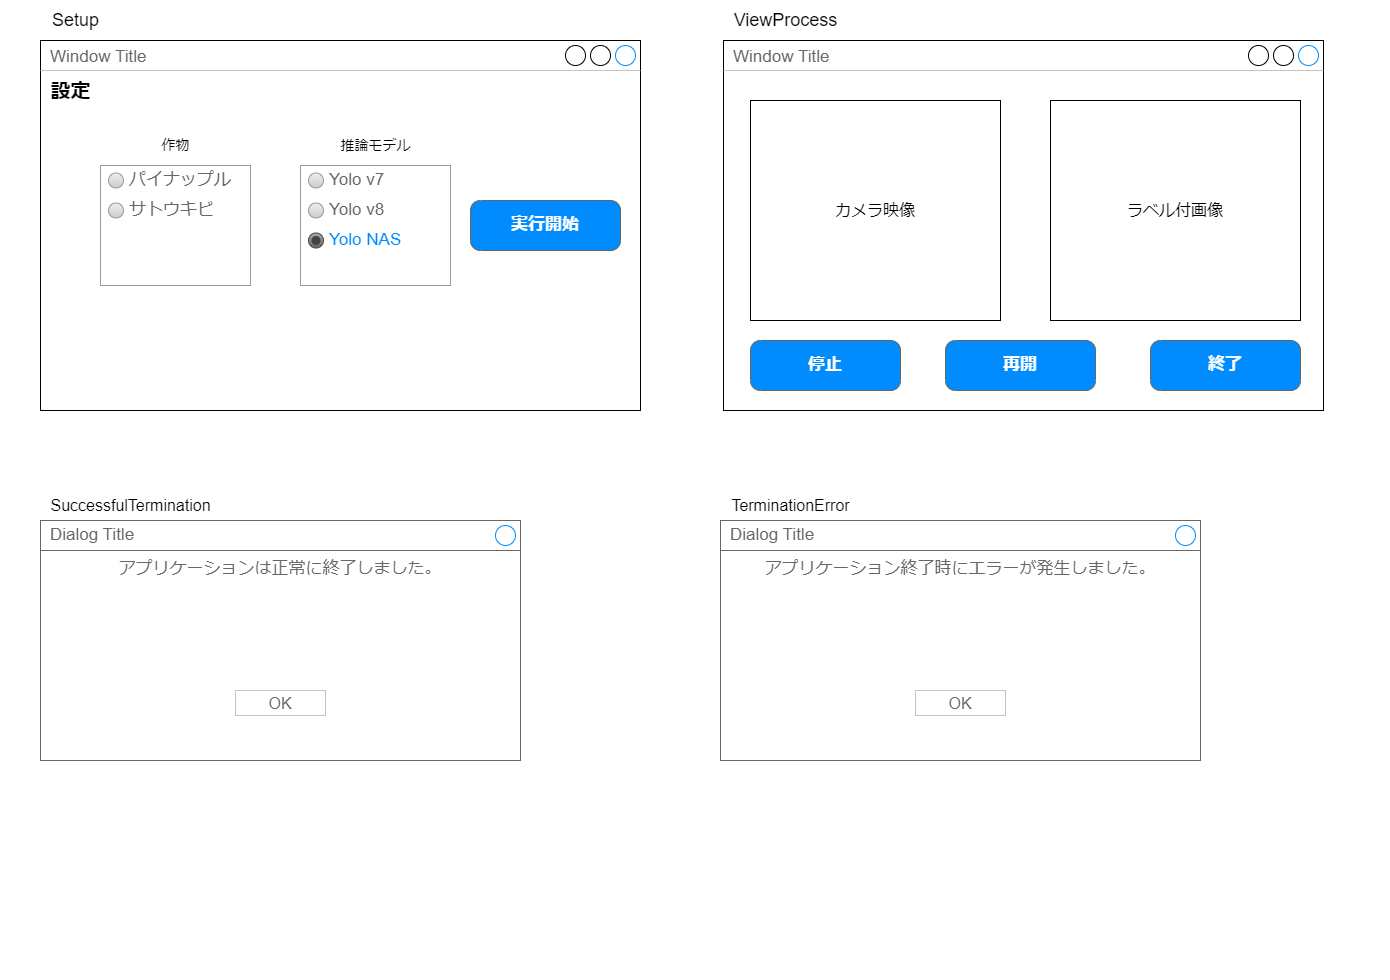 Setup
Window Title
設定
作物
パイナップル
サトウキビ
推論モデル
Yolo v7
Yolo v8
Yolo NAS
実行開始
ViewProcess
Window Title
カメラ映像
ラベル付画像
停止
再開
終了
SuccessfulTermination
Dialog Title
アプリケーションは正常に終了しました。
OK
TerminationError
Dialog Title
アプリケーション終了時にエラーが発生しました。
OK